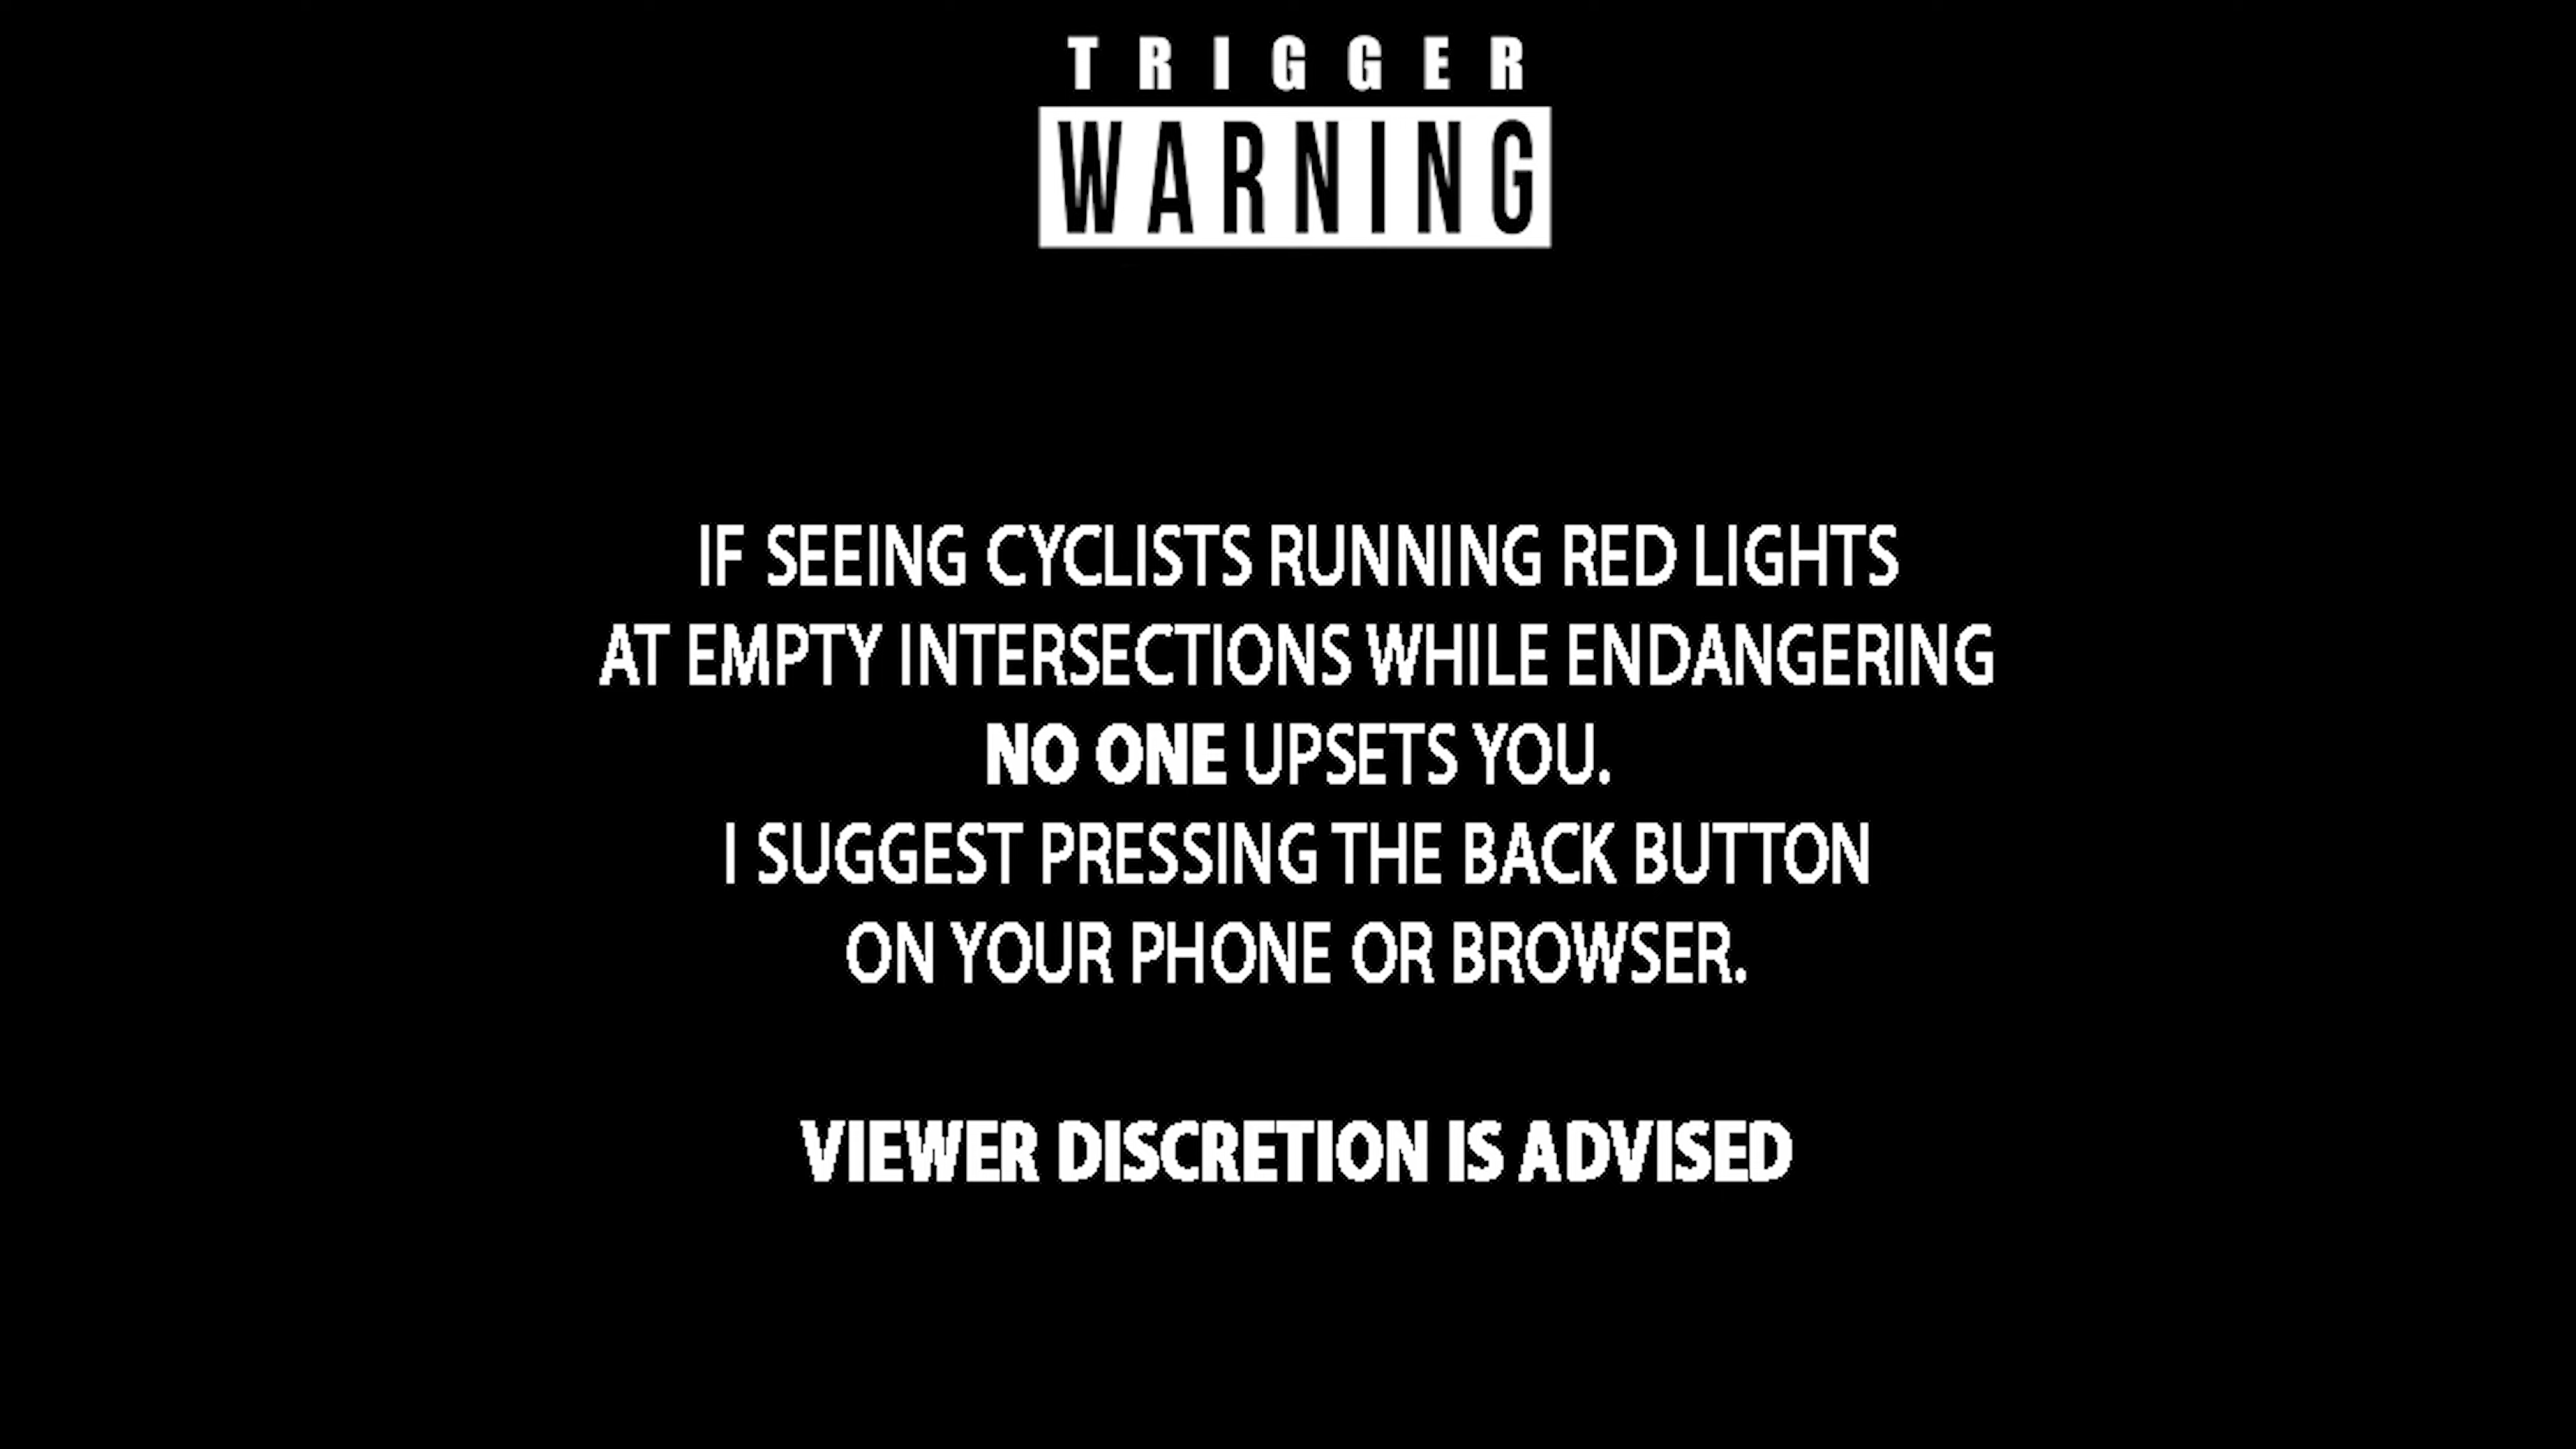 TRIGGER
WARNING
IF SEEING CYCLISTS RUNNING RED LIGHTS
AT EMPTY INTERSECTIONS WHILE ENDANGERING
NO ONE UPSETS YOU.
I SUGGEST PRESSING THE BACK BUTTON
ON YOUR PHONE OR BROWSER.
VIEWER DISCRETION IS ADVISED